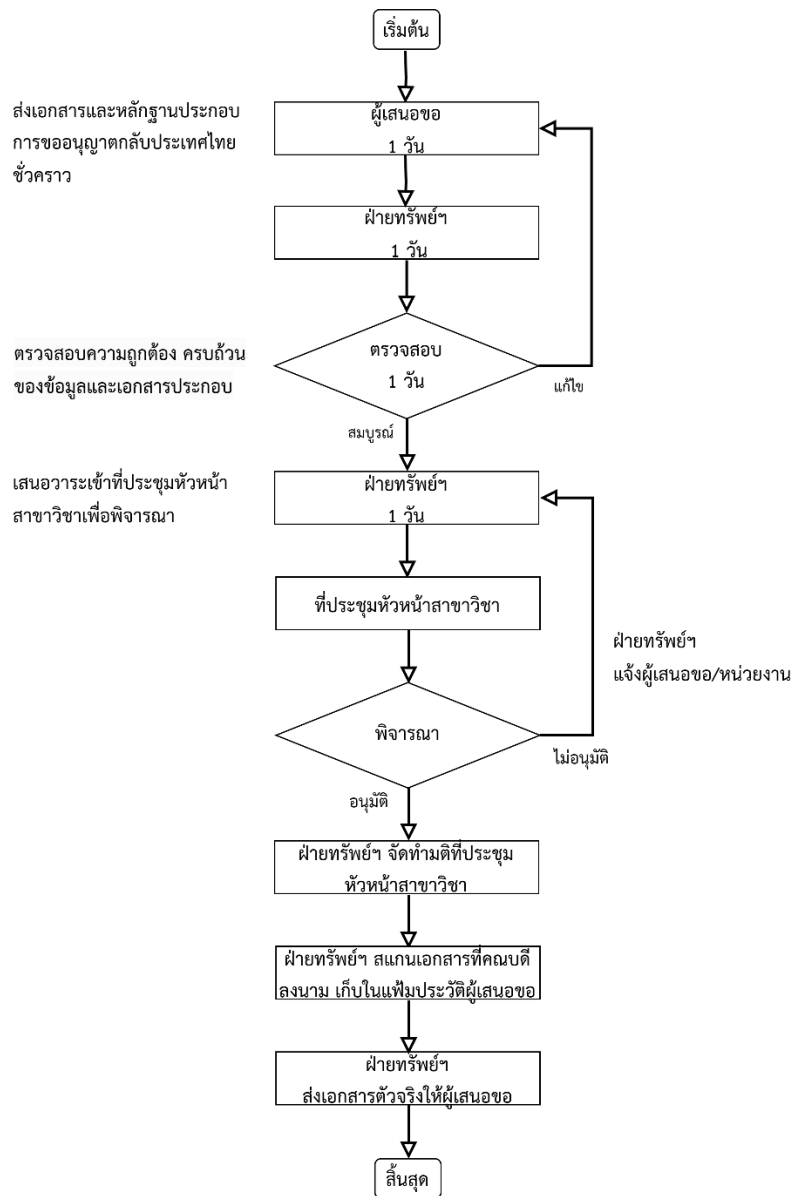 เริ่มต้น
ส่งเอกสารและหลักฐานประกอบ
การขออนุญาตกลับประเทศไทย
ชั่วคราว
ผู้เสนอขอ
1 วัน
ฝ่ายทรัพย์ฯ
1 วัน
ตรวจสอบความถูกต้อง ครบถ้วน
ของข้อมูลและเอกสารประกอบ
ตรวจสอบ
1 วัน
แก้ไข
สมบูรณ์
เสนอวาระเข้าที่ประชุมหัวหน้า
สาขาวิชาเพื่อพิจารณา
ฝ่ายทรัพย์ฯ
1 วัน
ที่ประชุมหัวหน้าสาขาวิชา
ฝ่ายทรัพย์ฯ
แจ้งผู้เสนอขอ/หน่วยงาน
พิจารณา
ไม่อนุมัติ
อนุมัติ
ฝ่ายทรัพย์ฯ จัดทำมติที่ประชุม
หัวหน้าสาขาวิชา
ฝ่ายทรัพย์ฯ สแกนเอกสารที่คณบดี
ลงนาม เก็บในแฟ้มประวัติผู้เสนอขอ
ฝ่ายทรัพย์ฯ
ส่งเอกสารตัวจริงให้ผู้เสนอขอ
สิ้นสุด